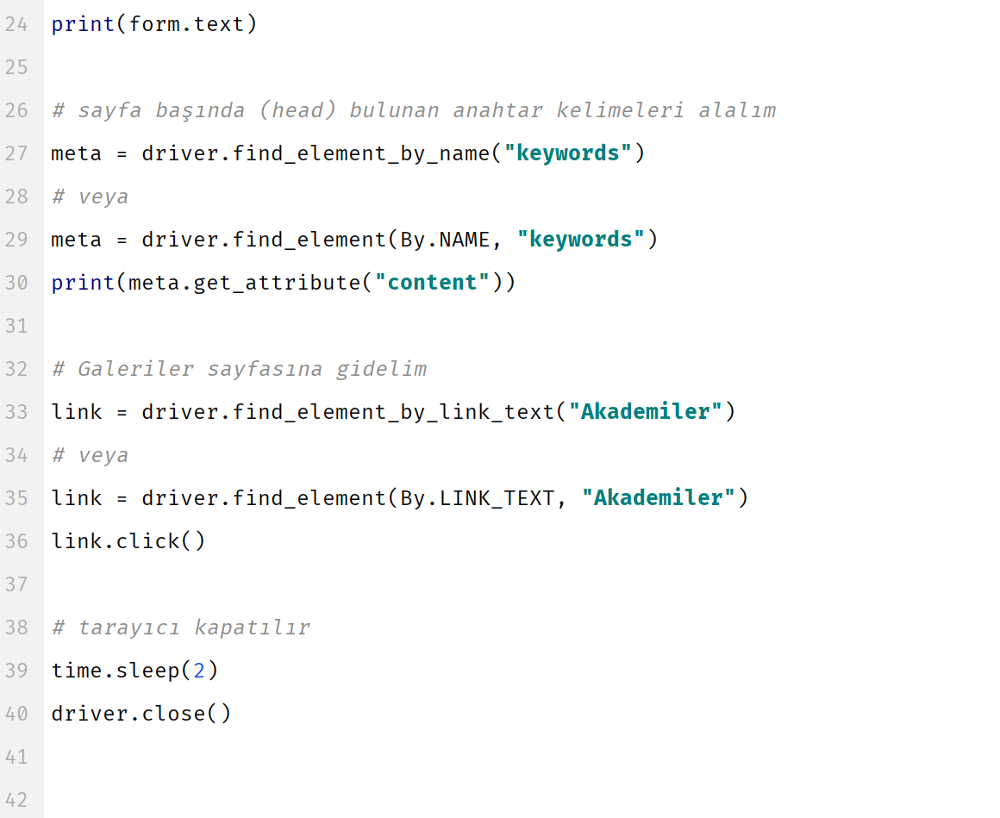 24 print(form.text)
25
26 # sayfa başında (head) bulunan anahtar kelimeleri alalım
27 meta = driver.find_element_by_name("keywords")
28 # veya
29 meta = driver.find_element(By.NAME, "keywords")
30 print(meta.get_attribute("content"))
31
32 # Galeriler sayfasına gidelim
33 link = driver.find_element_by_link_text("Akademiler")
34 # veya
35 link = driver.find_element(By.LINK_TEXT, "Akademiler")
36 link.click()
37
38 # tarayıcı kapatılır
39 time.sleep(2)
40 driver.close()
41
42